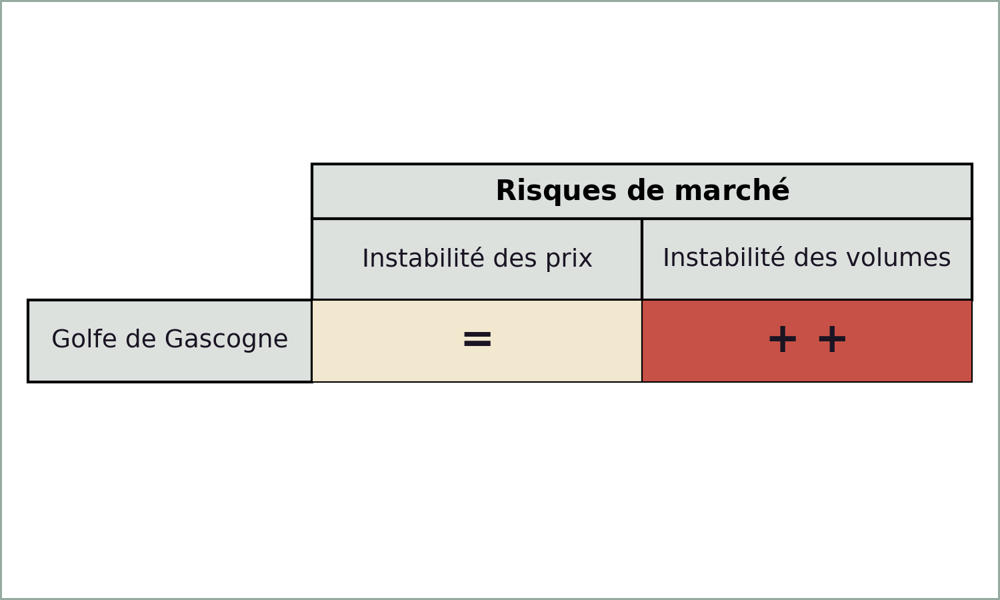 Risques de marché
Instabilité des prix
Instabilité des volumes
Golfe de Gascogne
=
+ +